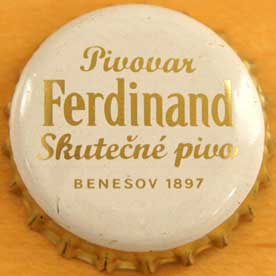 Pivovar
Ferdinand
Skutečné pivo
BENEŠOV 1897